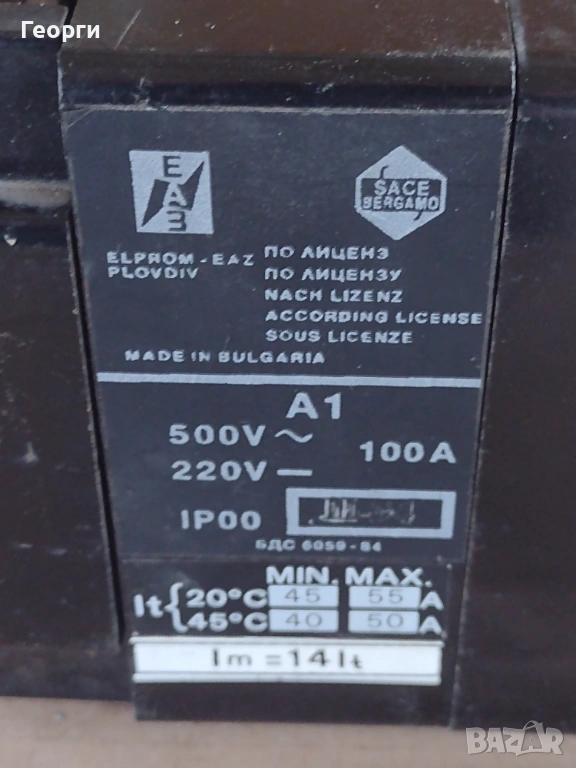 Георги
EAZ
SACE
BERGAMO
ELPROM - EAZ
PLOVDIV
ПО ЛИЦЕНЗ
ПО ЛИЦЕНЗУ
NACH LIZENZ
ACCORDING LICENSE
SOUS LICENZE
MADE IN BULGARIA
A1
500V ~
100A
220V —
IP00
БДС 6059-84
MIN. MAX.
It { 20°C 45 55 A
45°C 40 50 A
Im = 14 It
BAZAR